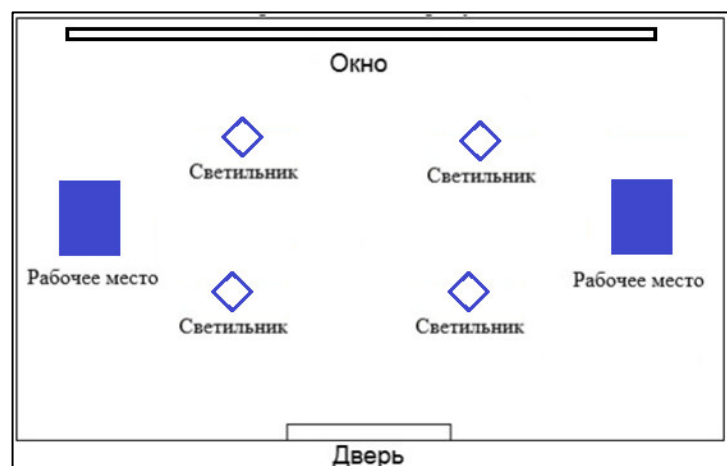 Окно
Светильник
Светильник
Рабочее место
Рабочее место
Светильник
Светильник
Дверь